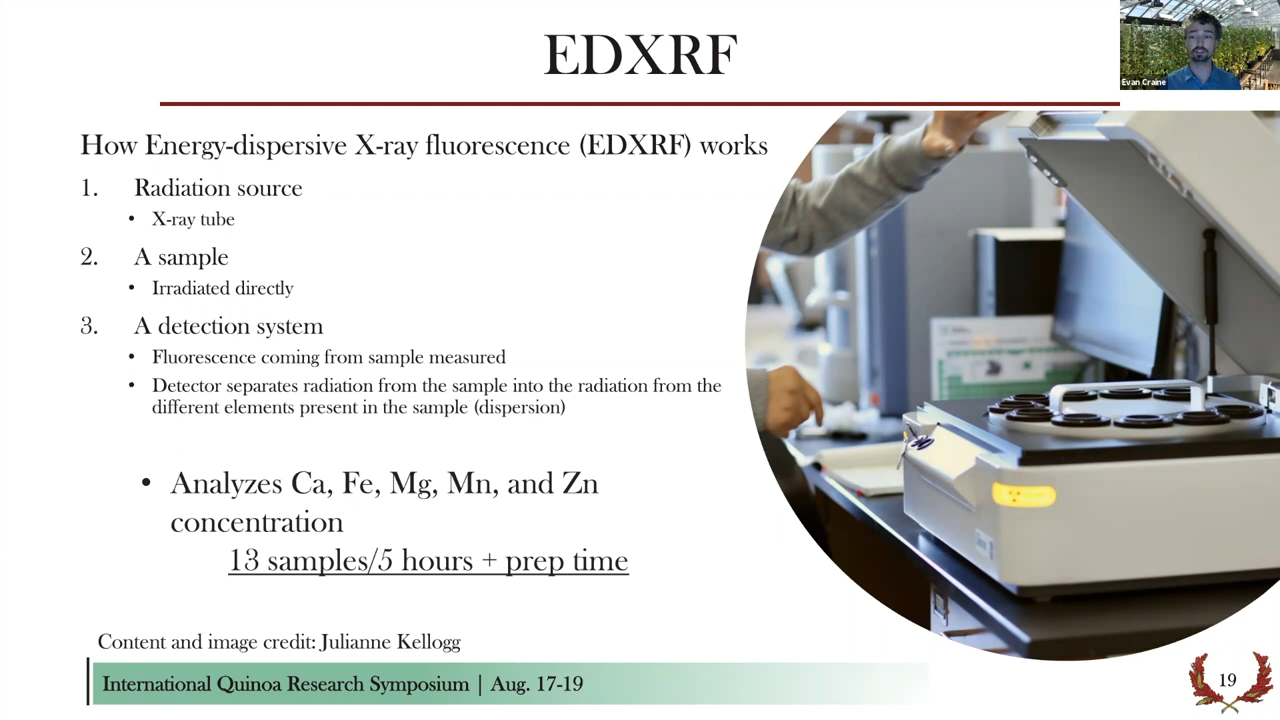 EDXRF
Evan Craine
How Energy-dispersive X-ray fluorescence (EDXRF) works
1. Radiation source
• X-ray tube
2. A sample
• Irradiated directly
3. A detection system
• Fluorescence coming from sample measured
• Detector separates radiation from the sample into the radiation from the
different elements present in the sample (dispersion)
• Analyzes Ca, Fe, Mg, Mn, and Zn
concentration
13 samples/5 hours + prep time
Content and image credit: Julianne Kellogg
International Quinoa Research Symposium | Aug. 17-19
19